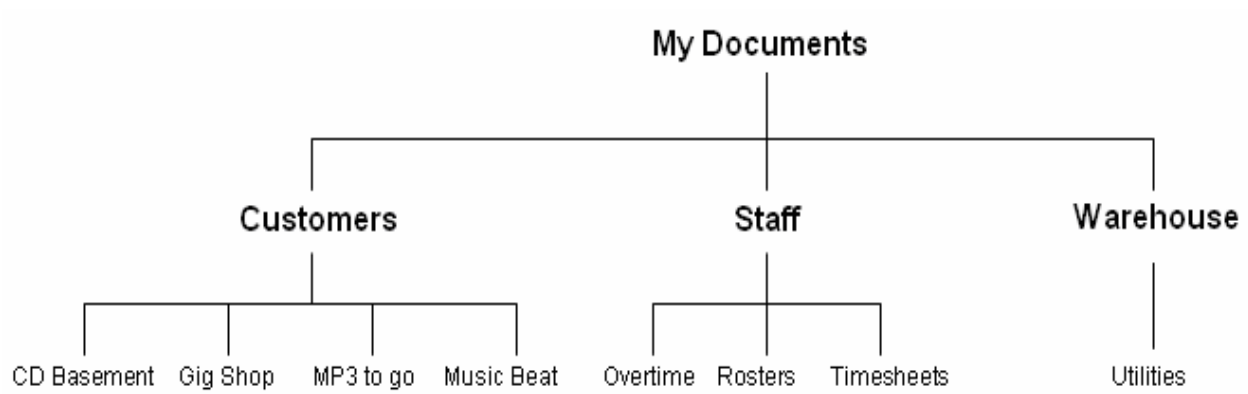 My Documents
Customers Staff Warehouse
CD Basement Gig Shop MP3 to go Music Beat Overtime Rosters Timesheets Utilities